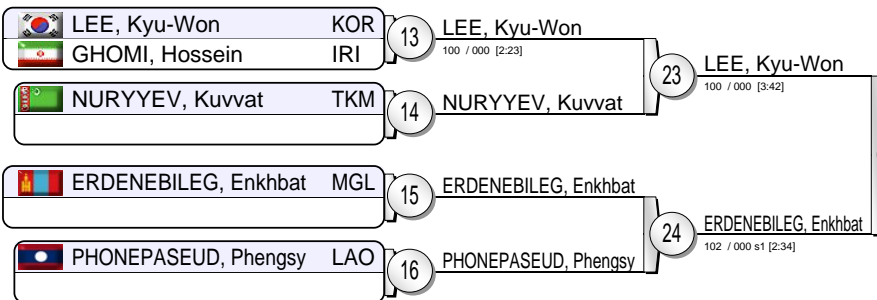 LEE, Kyu-Won KOR
GHOMI, Hossein IRI
13
LEE, Kyu-Won
100 / 000 [2:23]
NURYYEV, Kuvvat TKM
14
NURYYEV, Kuvvat
23
LEE, Kyu-Won
100 / 000 [3:42]
ERDENEBILEG, Enkhbat MGL
15
ERDENEBILEG, Enkhbat
PHONEPASEUD, Phengsy LAO
16
PHONEPASEUD, Phengsy
24
ERDENEBILEG, Enkhbat
102 / 000 s1 [2:34]